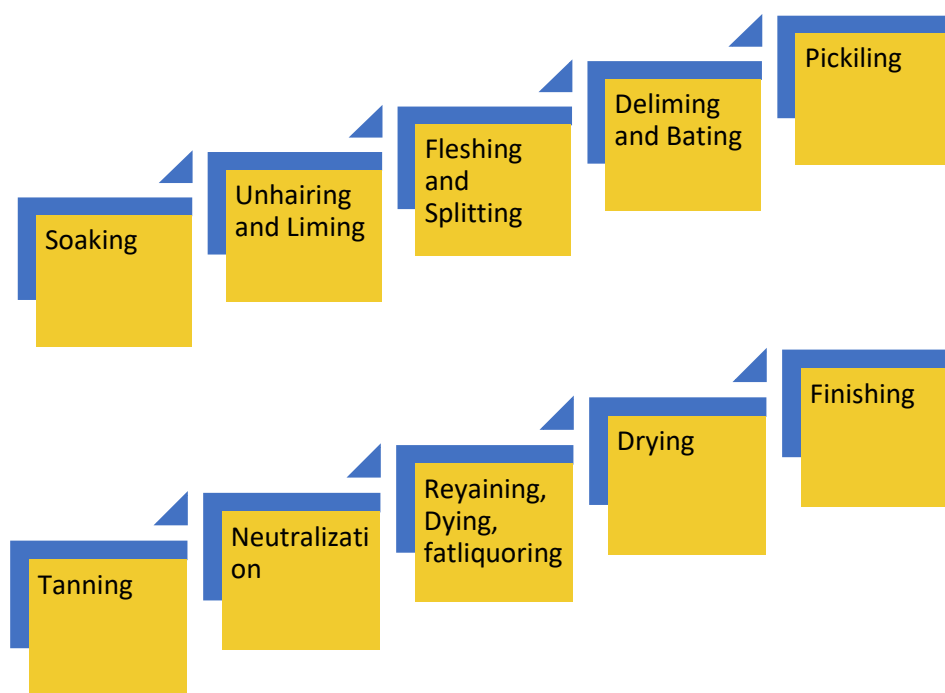 Soaking
Unhairing
and Liming
Fleshing
and
Splitting
Deliming
and Bating
Pickiling
Tanning
Neutralizati
on
Reyaining,
Dying,
fatliquoring
Drying
Finishing